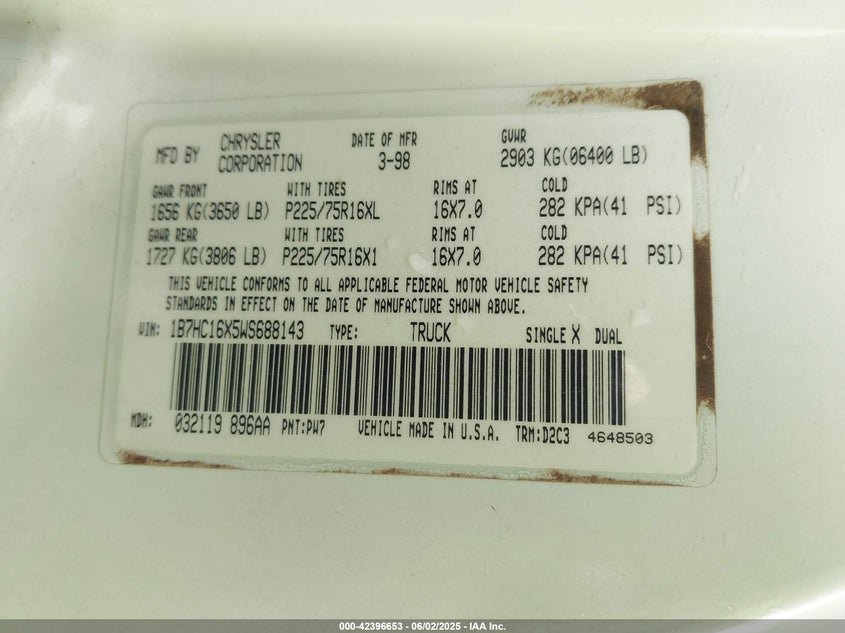 MFD BY CHRYSLER CORPORATION DATE OF MFR 3-98 GVWR 2903 KG(06400 LB)
GAWR FRONT WITH TIRES RIMS AT COLD
1656 KG(3650 LB) P225/75R16XL 16X7.0 282 KPA(41 PSI)
GAWR REAR WITH TIRES RIMS AT COLD
1727 KG(3806 LB) P225/75R16X1 16X7.0 282 KPA(41 PSI)
THIS VEHICLE CONFORMS TO ALL APPLICABLE FEDERAL MOTOR VEHICLE SAFETY
STANDARDS IN EFFECT ON THE DATE OF MANUFACTURE SHOWN ABOVE.
VIN: 1B7HC16X5WS688143 TYPE: TRUCK SINGLE X DUAL
MDH: 032119 896AA PNT:PW7 VEHICLE MADE IN U.S.A. TRM:D2C3 4648503
000-42396653 - 06/02/2025 - IAA Inc.